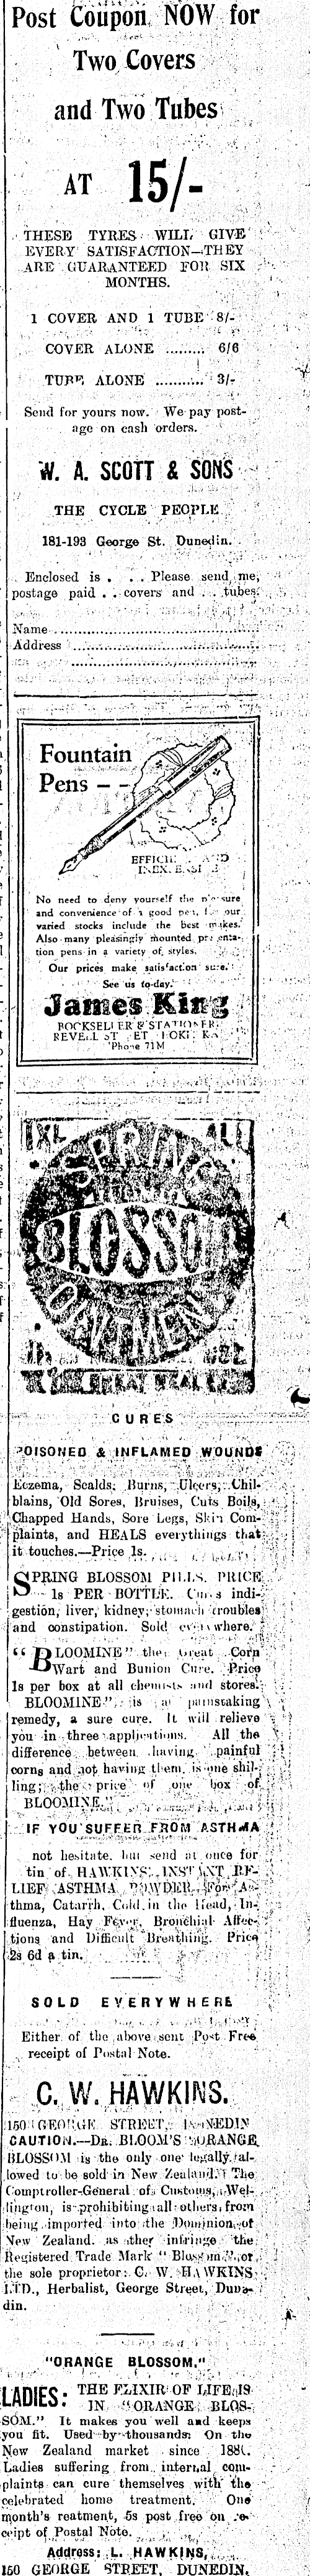 Post Coupon NOW for
Two Covers
and Two Tubes
AT 15/-
THESE TYRES WILL GIVE
EVERY SATISFACTION—THEY
ARE GUARANTEED FOR SIX
MONTHS.
1 COVER AND 1 TUBE 8/-
COVER ALONE ......... 6/6
TUBE ALONE .......... 3/-
Send for yours now. We pay post-
age on cash orders.
W. A. SCOTT & SONS
THE CYCLE PEOPLE
181-193 George St. Dunedin.
Enclosed is . . . Please send me,
postage paid . . covers and . . tubes.
Name
Address
Fountain
Pens - -
No need to deny yourself the
and convenience of a good pen, our
varied stocks include the best makes.
Also many pleasingly mounted presenta-
tion pens in a variety of styles.
Our prices make satisfaction sure.
See us to-day.
James King
BOOKSELLER & STATIONER
REVELL STREET HOKITIKA
'Phone 71M
SPRING
BLOSSOM
OINTMENT
CURES
POISONED & INFLAMED WOUNDS
Eczema, Scalds, Burns, Ulcers, Chil-
blains, Old Sores, Bruises, Cuts Boils,
Chapped Hands, Sore Legs, Skin Com-
plaints, and HEALS everythings that
it touches.—Price 1s.
SPRING BLOSSOM PILLS. PRICE
1s PER BOTTLE. Cures indi-
gestion, liver, kidney, stomach troubles
and constipation. Sold everywhere.
"BLOOMINE" the Great Corn
Wart and Bunion Cure. Price
1s per box at all chemists and stores.
BLOOMINE" is a painstaking
remedy, a sure cure. It will relieve
you in three applications. All the
difference between having painful
corns and not having them, is one shil-
ling; the price of one box of
BLOOMINE."
IF YOU SUFFER FROM ASTHMA
not hesitate, but send at once for
tin of HAWKINS' INSTANT RE-
LIEF ASTHMA POWDER. For As-
thma, Catarrh, Cold in the Head, In-
fluenza, Hay Fever, Bronchial Affec-
tions and Difficult Breathing. Price
2s 6d a tin.
SOLD EVERYWHERE
Either of the above sent Post Free
receipt of Postal Note.
C. W. HAWKINS.
150 GEORGE STREET, DUNEDIN
CAUTION.—DR. BLOOM'S ORANGE
BLOSSOM is the only one legally al-
lowed to be sold in New Zealand. The
Comptroller-General of Customs, Wel-
lington, is prohibiting all others from
being imported into the Dominion of
New Zealand, as they infringe the
Registered Trade Mark "Blossom," or
the sole proprietor: C. W. HAWKINS
LTD., Herbalist, George Street, Dune-
din.
"ORANGE BLOSSOM."
LADIES: THE ELIXIR OF LIFE IS
IN "ORANGE BLOS-
SOM." It makes you well and keeps
you fit. Used by thousands. On the
New Zealand market since 188
Ladies suffering from internal com-
plaints can cure themselves with the
celebrated home treatment. One
month's reatment, 5s post free on re-
ceipt of Postal Note.
Address: L. HAWKINS,
150 GEORGE STREET, DUNEDIN.